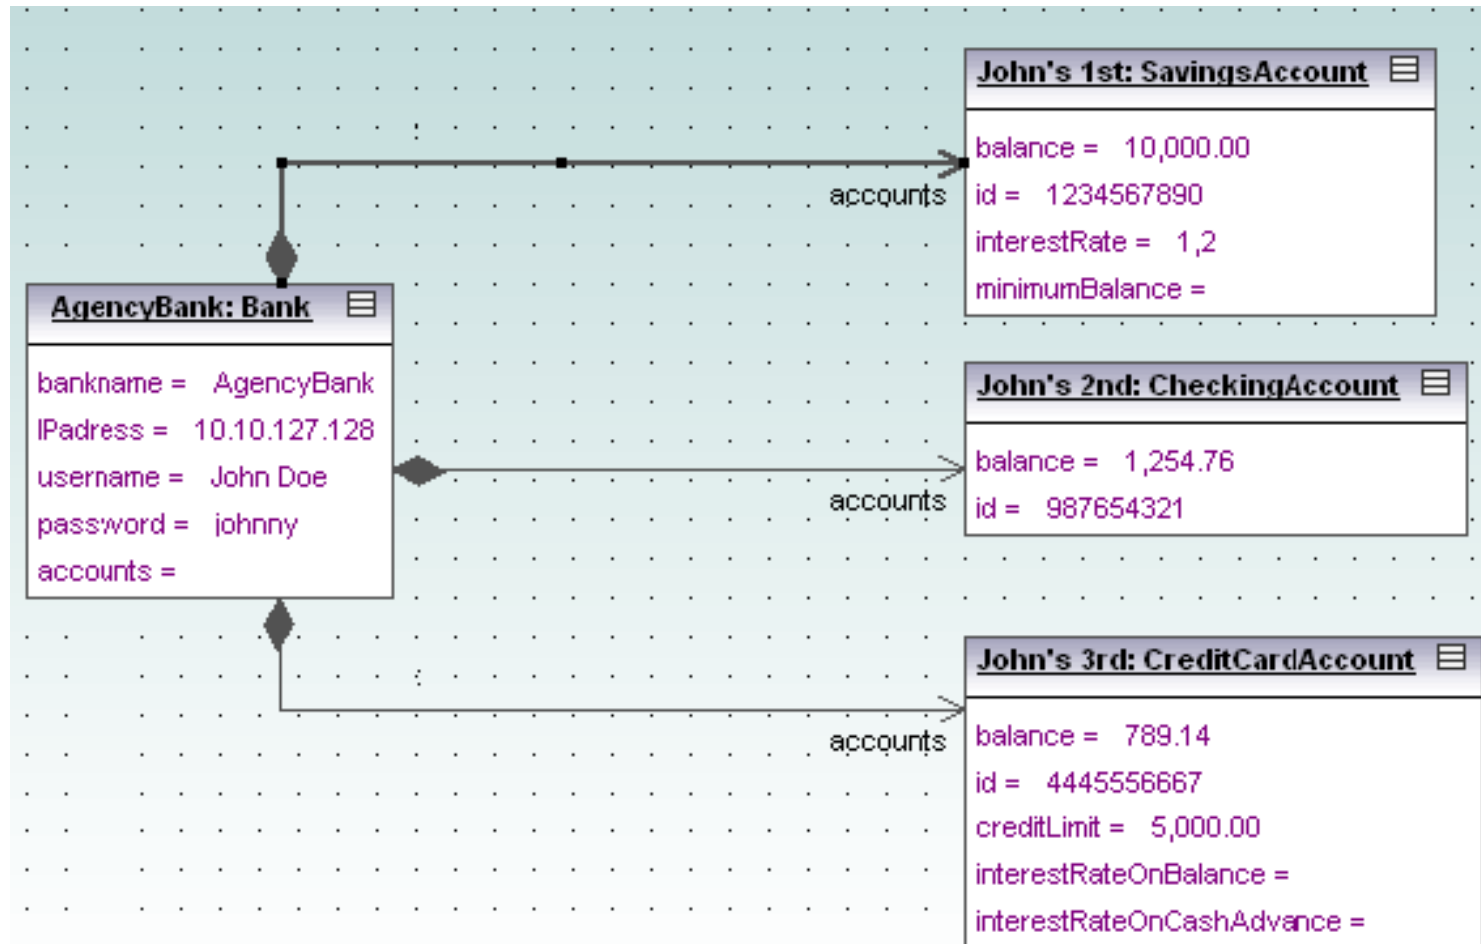 John's 1st: SavingsAccount
balance = 10,000.00
id = 1234567890
interestRate = 1,2
minimumBalance =
accounts
AgencyBank: Bank
bankname = AgencyBank
IPadress = 10.10.127.128
username = John Doe
password = johnny
accounts =
John's 2nd: CheckingAccount
balance = 1,254.76
id = 987654321
accounts
John's 3rd: CreditCardAccount
balance = 789.14
id = 4445556667
creditLimit = 5,000.00
interestRateOnBalance =
interestRateOnCashAdvance =
accounts